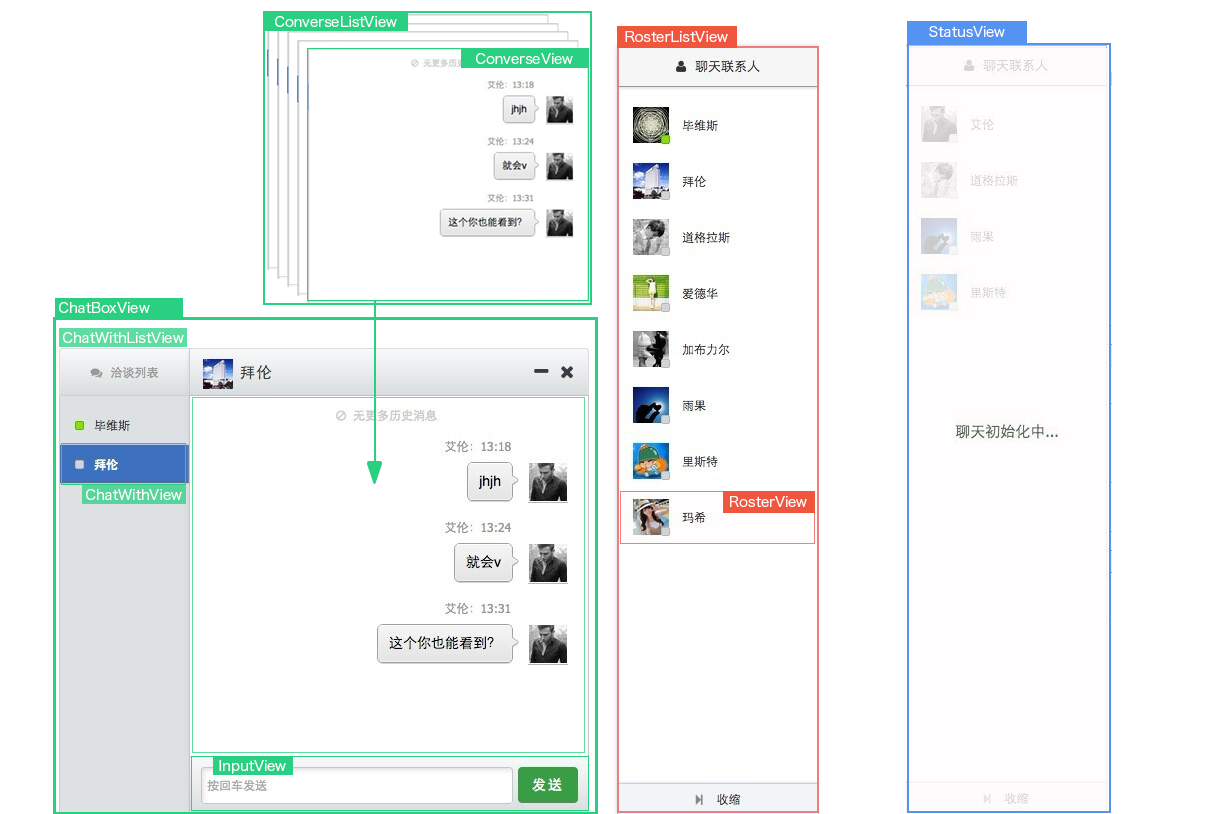 ConverseListView
ConverseView
无更多历
艾伦: 13:18
jhjh
艾伦: 13:24
就会v
艾伦: 13:31
这个你也能看到?
ChatBoxView
ChatWithListView
洽谈列表
拜伦
毕维斯
拜伦
ChatWithView
无更多历史消息
艾伦: 13:18
jhjh
艾伦: 13:24
就会v
艾伦: 13:31
这个你也能看到?
InputView
按回车发送
发送
RosterListView
聊天联系人
毕维斯
拜伦
道格拉斯
爱德华
加布力尔
雨果
里斯特
RosterView
玛希
收缩
StatusView
聊天联系人
艾伦
道格拉斯
雨果
里斯特
聊天初始化中...
收缩